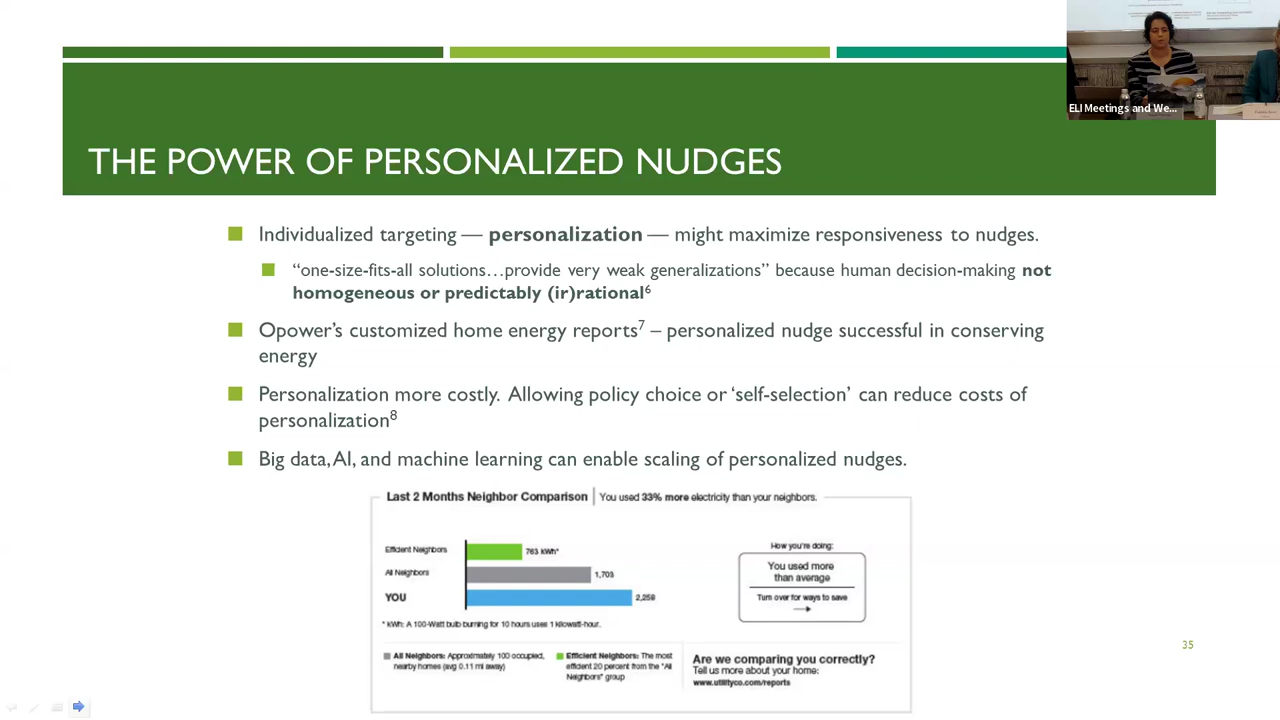 ELI Meetings and We...
THE POWER OF PERSONALIZED NUDGES
Individualized targeting — personalization — might maximize responsiveness to nudges.
“one-size-fits-all solutions…provide very weak generalizations” because human decision-making not
homogeneous or predictably (ir)rational6
Opower’s customized home energy reports7 – personalized nudge successful in conserving
energy
Personalization more costly. Allowing policy choice or ‘self-selection’ can reduce costs of
personalization8
Big data, AI, and machine learning can enable scaling of personalized nudges.
Last 2 Months Neighbor Comparison | You used 33% more electricity than your neighbors.
Efficient Neighbors 763 kWh*
All Neighbors 1,703
YOU 2,258
* kWh: A 100-Watt bulb burning for 10 hours uses 1 kilowatt-hour.
How you're doing:
You used more
than average
Turn over for ways to save
All Neighbors: Approximately 100 occupied,
nearby homes (avg 0.11 mi away)
Efficient Neighbors: The most
efficient 20 percent from the "All
Neighbors" group
Are we comparing you correctly?
Tell us more about your home:
www.utilityco.com/reports
35